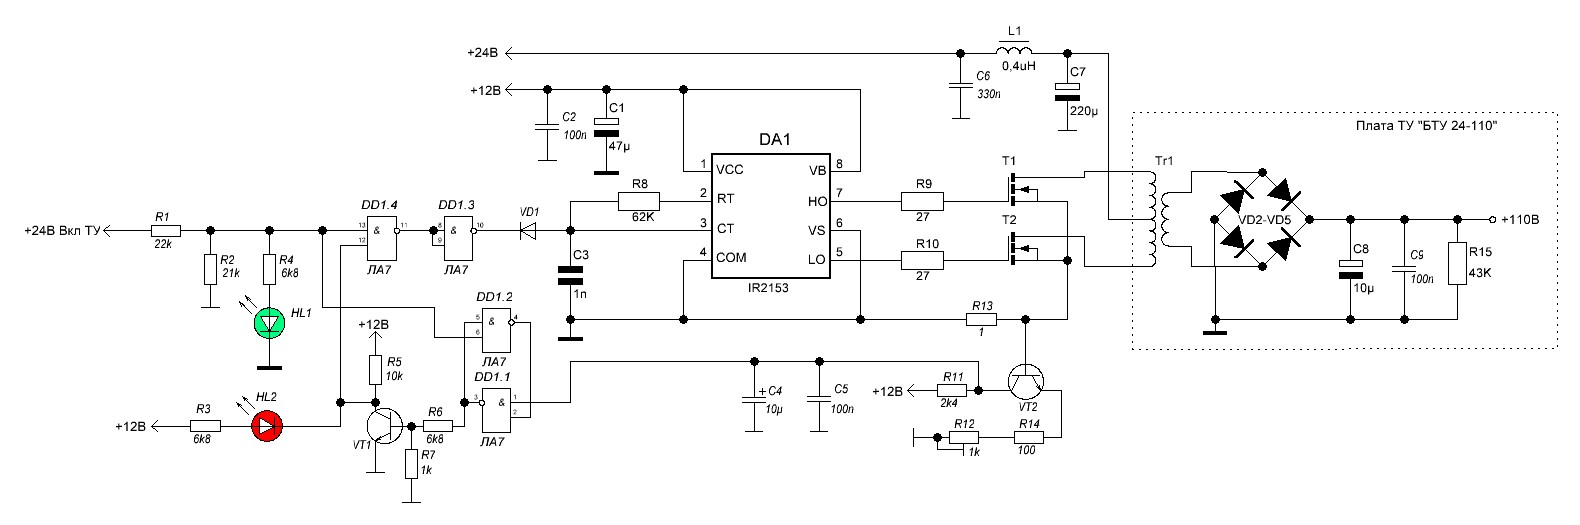 L1
+24В
0,4uH
C6
330n
C7
220µ
+12В
C2
100n
C1
47µ
Плата ТУ "БТУ 24-110"
DA1
1 VCC VB 8
2 RT HO 7
3 CT VS 6
4 COM LO 5
IR2153
R8
62K
T1
R9
27
T2
R10
27
Tr1
VD2-VD5
+110В
+24В Вкл ТУ
R1
22k
DD1.4
13
12
&
11
ЛА7
DD1.3
8
9
&
10
ЛА7
VD1
R2
21k
R4
6k8
C3
1n
C8
10µ
C9
100n
R15
43K
HL1
DD1.2
5
6
&
4
ЛА7
R13
1
+12В
R5
10k
DD1.1
3
&
1
2
ЛА7
C4
+
10µ
C5
100n
+12В
R11
2k4
VT2
HL2
+12В
R3
6k8
VT1
R6
6k8
R7
1k
R12
1k
R14
100